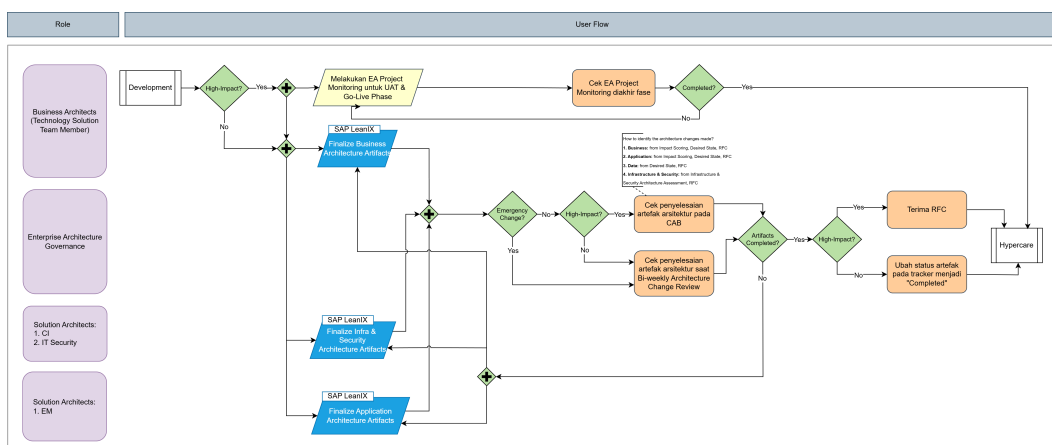 Role
User Flow
Business Architects
(Technology Solution
Team Member)
Development
High-Impact?
Yes
No
Melakukan EA Project
Monitoring untuk UAT &
Go-Live Phase
Cek EA Project
Monitoring diakhir fase
Completed?
Yes
No
SAP LeanIX
Finalize Business
Architecture Artifacts
How to identify the architecture changes made?
1. Business: from Impact Scoring, Desired State, RFC
2. Application: from Impact Scoring, Desired State, RFC
3. Data: from Desired State, RFC
4. Infrastructure & Security: from Infrastructure &
Security Architecture Assessment, RFC
Enterprise Architecture
Governance
Emergency
Change?
No
Yes
High-Impact?
Yes
No
Cek penyelesaian
artefak arsitektur pada
CAB
Cek penyelesaian
artefak arsitektur saat
Bi-weekly Architecture
Change Review
Artifacts
Completed?
Yes
No
High-Impact?
Yes
No
Terima RFC
Ubah status artefak
pada tracker menjadi
"Completed"
Hypercare
Solution Architects:
1. CI
2. IT Security
SAP LeanIX
Finalize Infra &
Security
Architecture Artifacts
Solution Architects:
1. EM
SAP LeanIX
Finalize Application
Architecture Artifacts